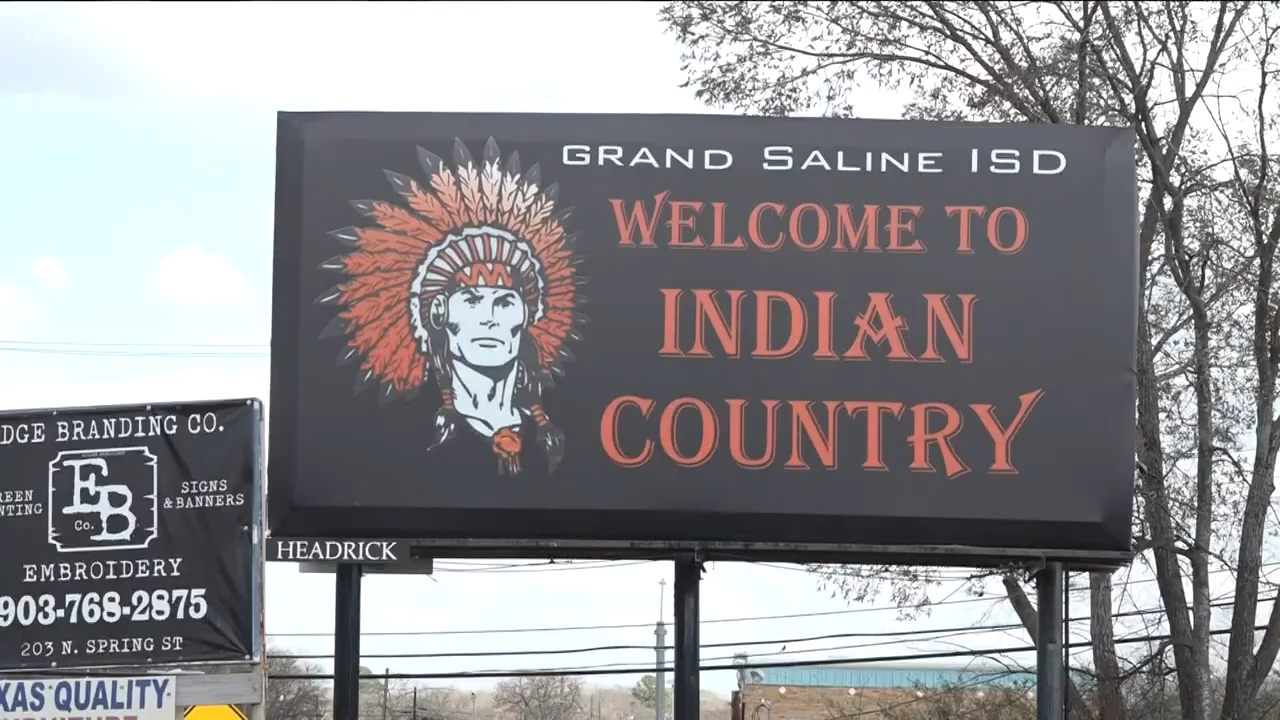 GRAND SALINE ISD
WELCOME TO
INDIAN
COUNTRY
HEADRICK
DGE BRANDING CO.
REEN
NTING
EB
Co.
SIGNS
& BANNERS
EMBROIDERY
903-768-2875
203 N. SPRING ST
XAS QUALITY